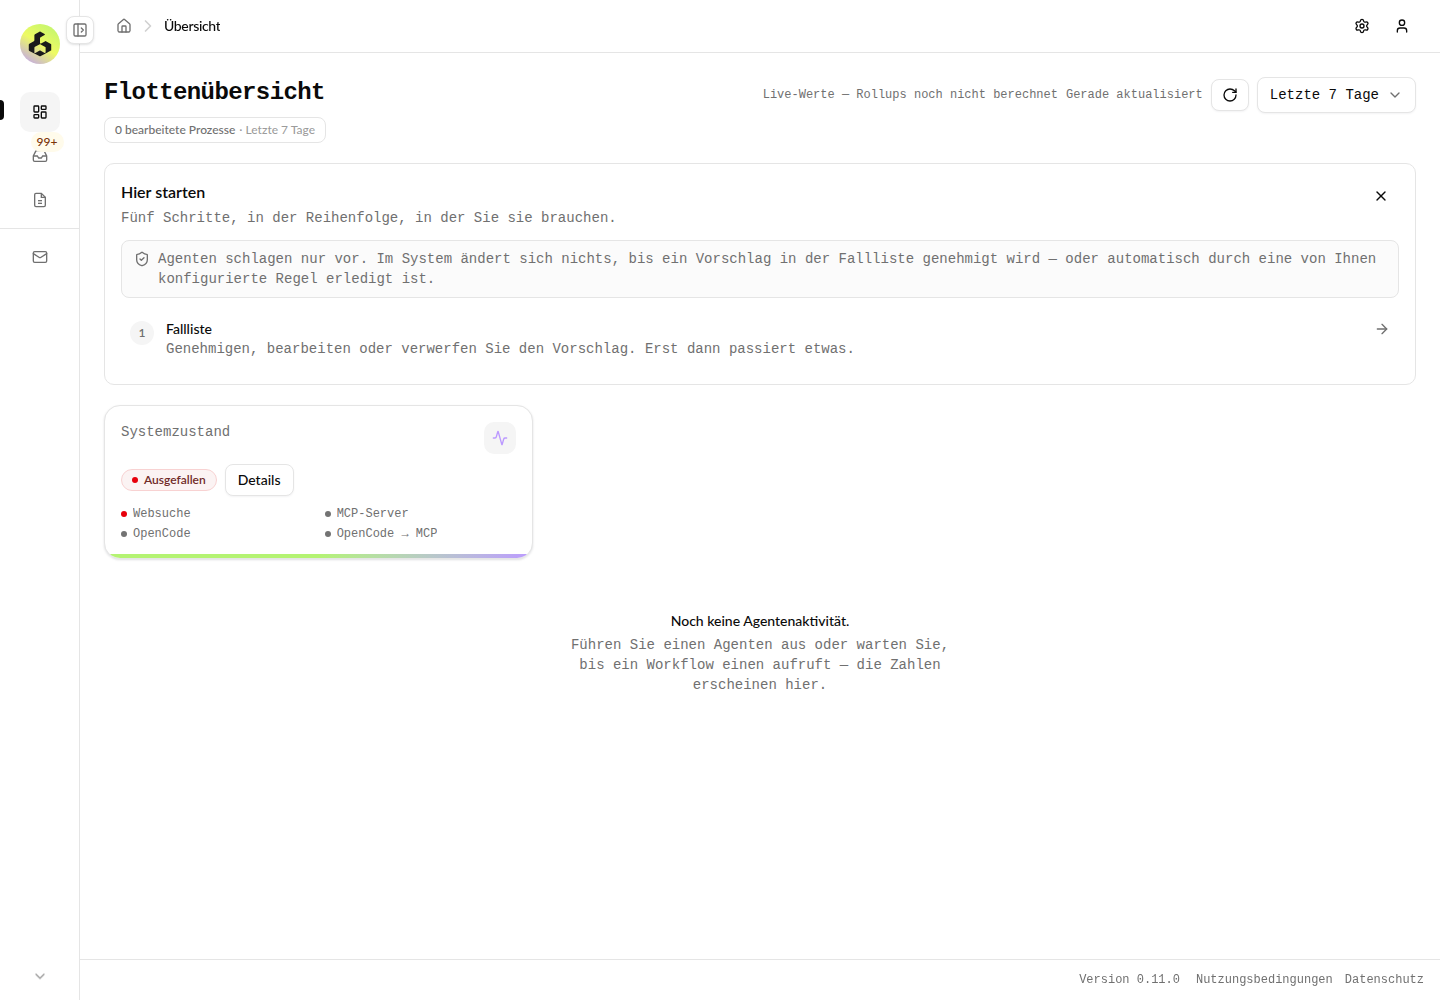 Übersicht
Flottenübersicht
Live-Werte — Rollups noch nicht berechnet Gerade aktualisiert
Letzte 7 Tage
0 bearbeitete Prozesse · Letzte 7 Tage
99+
Hier starten
Fünf Schritte, in der Reihenfolge, in der Sie sie brauchen.
Agenten schlagen nur vor. Im System ändert sich nichts, bis ein Vorschlag in der Fallliste genehmigt wird — oder automatisch durch eine von Ihnen
konfigurierte Regel erledigt ist.
1 Fallliste
Genehmigen, bearbeiten oder verwerfen Sie den Vorschlag. Erst dann passiert etwas.
Systemzustand
Ausgefallen Details
Websuche MCP-Server
OpenCode OpenCode → MCP
Noch keine Agentenaktivität.
Führen Sie einen Agenten aus oder warten Sie,
bis ein Workflow einen aufruft — die Zahlen
erscheinen hier.
Version 0.11.0 Nutzungsbedingungen Datenschutz